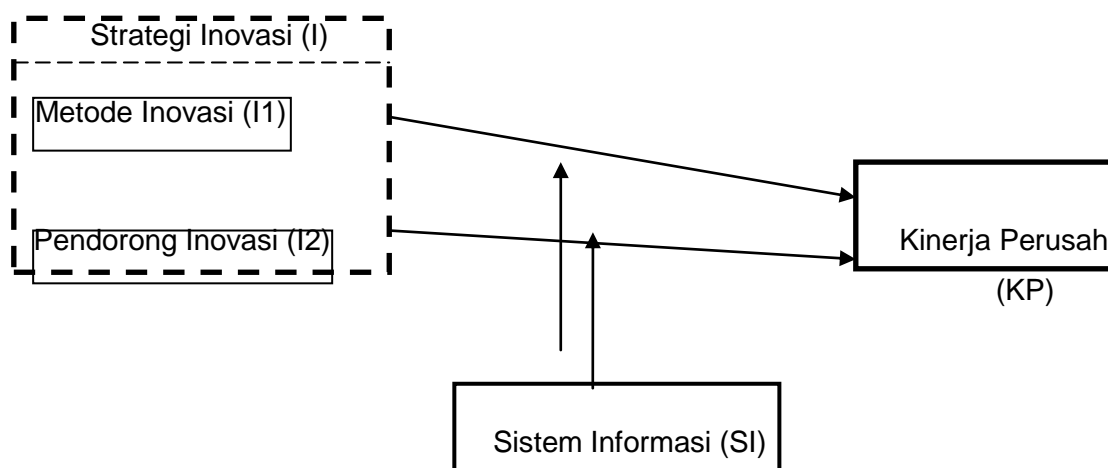 Strategi Inovasi (I)
Metode Inovasi (I1)
Pendorong Inovasi (I2)
Kinerja Perusah
(KP)
Sistem Informasi (SI)